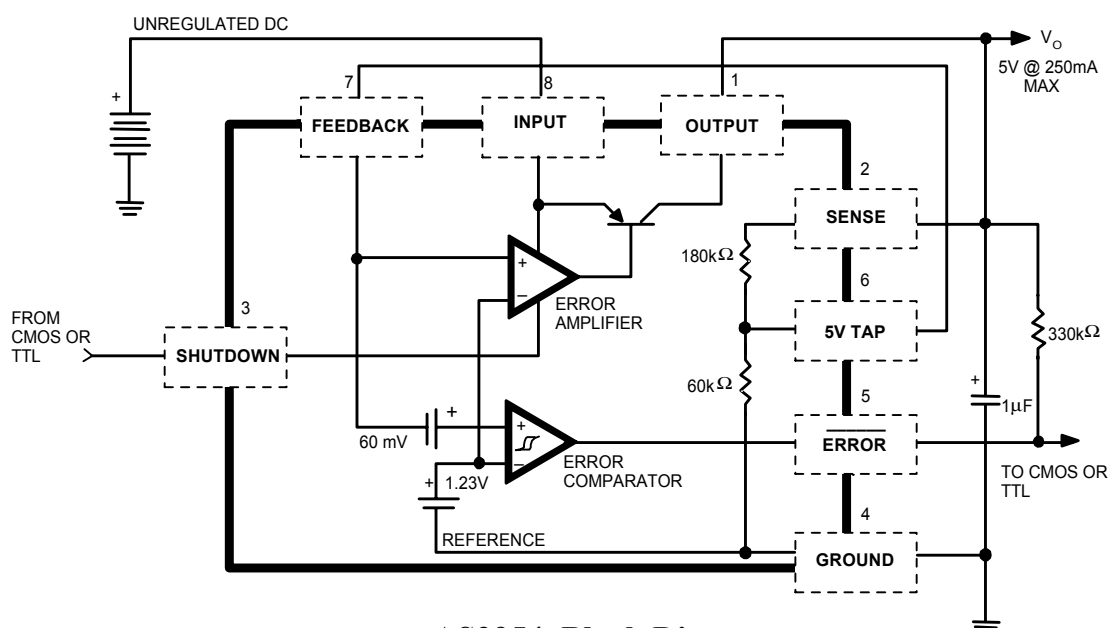 UNREGULATED DC
V_O
5V @ 250mA
MAX
7
8
1
+
FEEDBACK
INPUT
OUTPUT
2
SENSE
180kΩ
+
–
ERROR
AMPLIFIER
6
5V TAP
3
FROM
CMOS OR
TTL
SHUTDOWN
330kΩ
60kΩ
5
+
1µF
60 mV
+
+
–
ERROR
ERROR
COMPARATOR
+
1.23V
TO CMOS OR
TTL
4
REFERENCE
GROUND